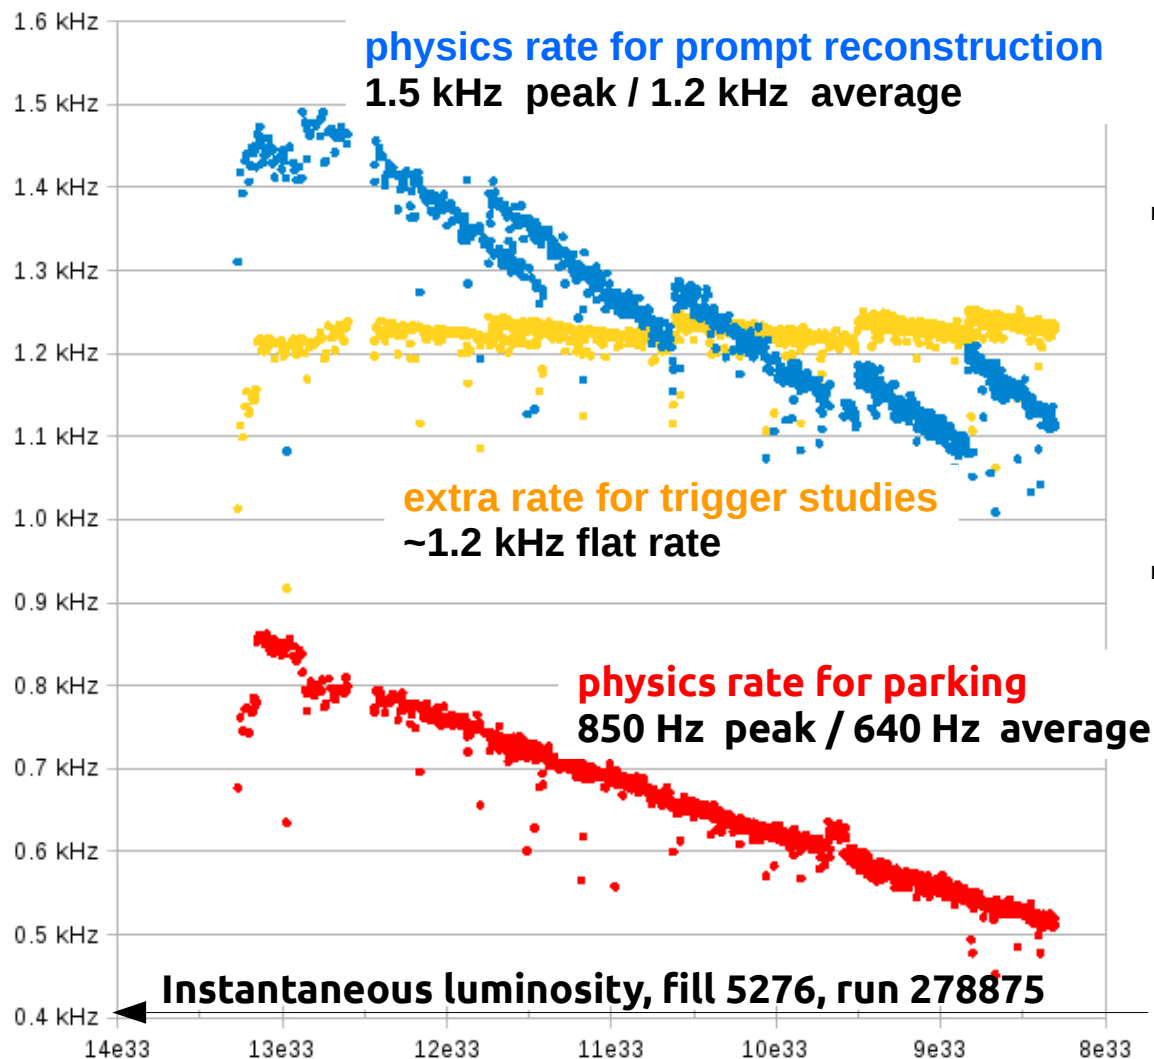 1.6 kHz
physics rate for prompt reconstruction
1.5 kHz peak / 1.2 kHz average
1.5 kHz
1.4 kHz
1.3 kHz
1.2 kHz
1.1 kHz
extra rate for trigger studies
~1.2 kHz flat rate
1.0 kHz
0.9 kHz
physics rate for parking
850 Hz peak / 640 Hz average
0.8 kHz
0.7 kHz
0.6 kHz
0.5 kHz
Instantaneous luminosity, fill 5276, run 278875
0.4 kHz
14e33 13e33 12e33 11e33 10e33 9e33 8e33